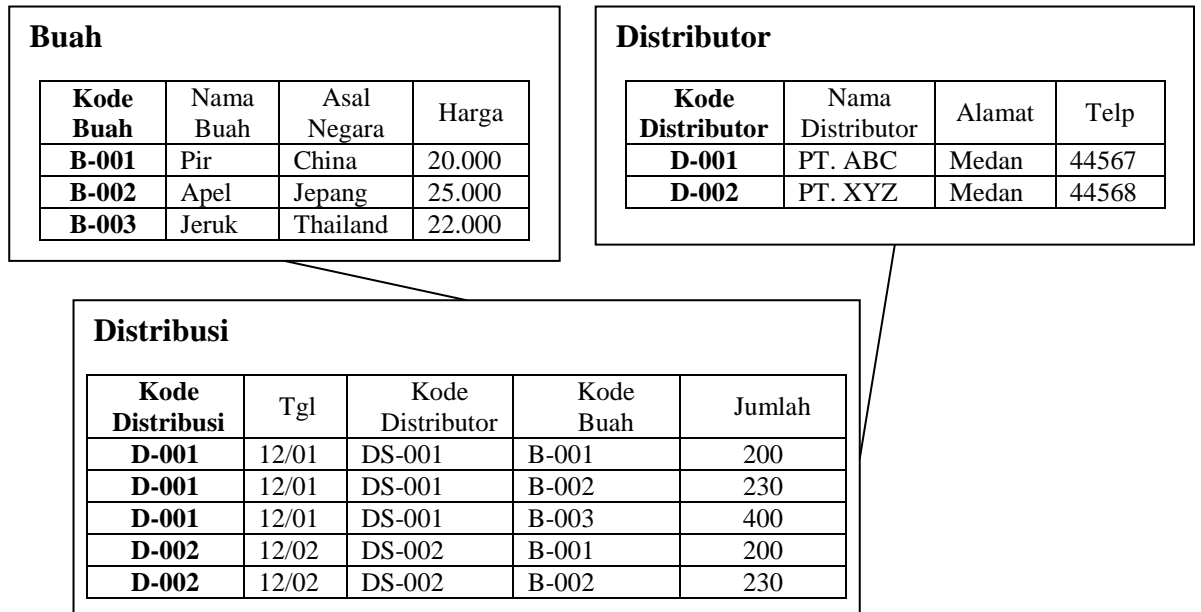 Buah
Kode Buah Nama Buah Asal Negara Harga
B-001 Pir China 20.000
B-002 Apel Jepang 25.000
B-003 Jeruk Thailand 22.000
Distributor
Kode Distributor Nama Distributor Alamat Telp
D-001 PT. ABC Medan 44567
D-002 PT. XYZ Medan 44568
Distribusi
Kode Distribusi Tgl Kode Distributor Kode Buah Jumlah
D-001 12/01 DS-001 B-001 200
D-001 12/01 DS-001 B-002 230
D-001 12/01 DS-001 B-003 400
D-002 12/02 DS-002 B-001 200
D-002 12/02 DS-002 B-002 230